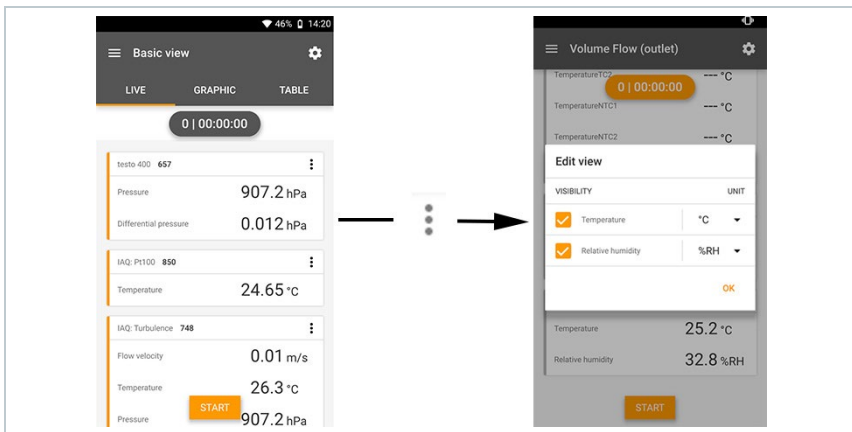 46% 14:20
Basic view
LIVE GRAPHIC TABLE
0 | 00:00:00
testo 400 657
Pressure 907.2 hPa
Differential pressure 0.012 hPa
IAQ: Pt100 850
Temperature 24.65 °C
IAQ: Turbulence 748
Flow velocity 0.01 m/s
Temperature 26.3 °C
START
Pressure 907.2 hPa
Volume Flow (outlet)
TemperatureTC2 --- °C
0 | 00:00:00
TemperatureNTC1 --- °C
TemperatureNTC2 --- °C
Edit view
VISIBILITY UNIT
Temperature °C
Relative humidity %RH
OK
Temperature 25.2 °C
Relative humidity 32.8 %RH
START